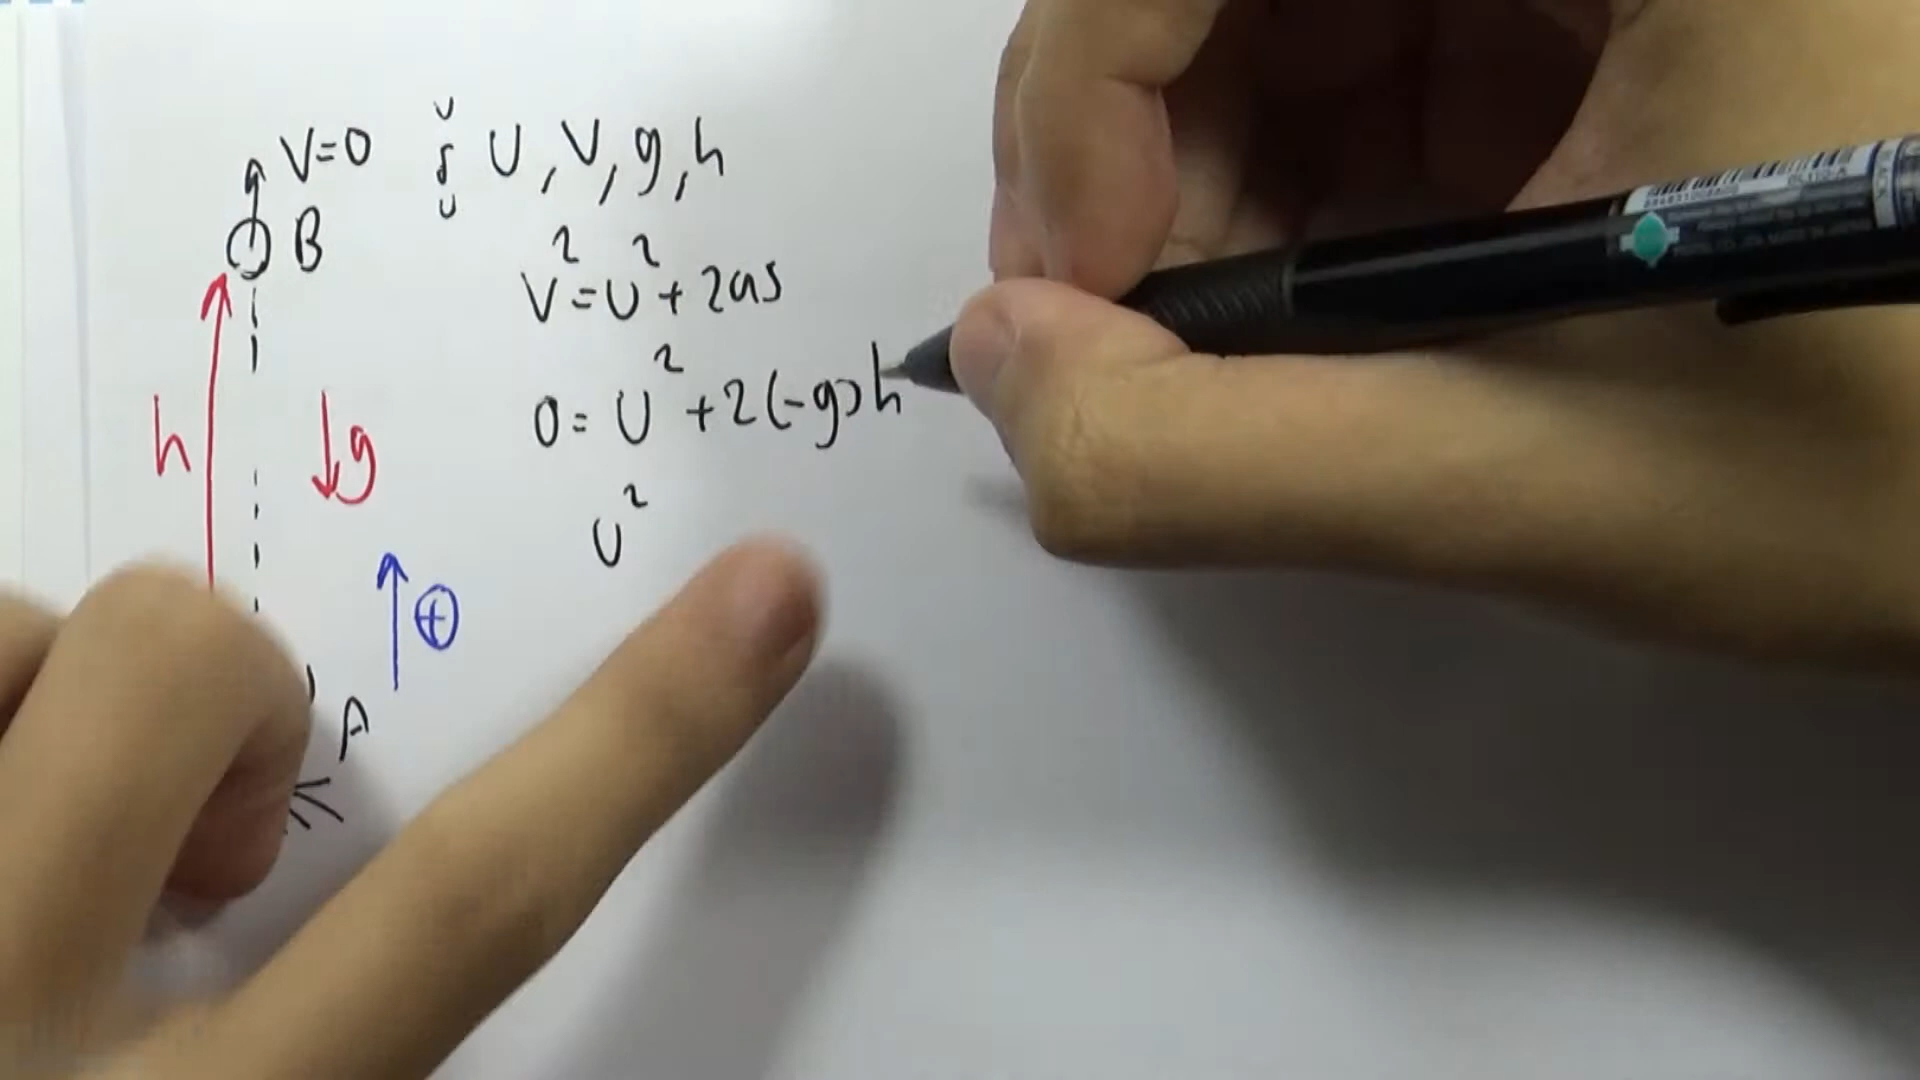 V=0
U, V, g, h
B
V²=U²+2as
0=U²+2(-g)h
h
↓g
U²
↑⊕
A